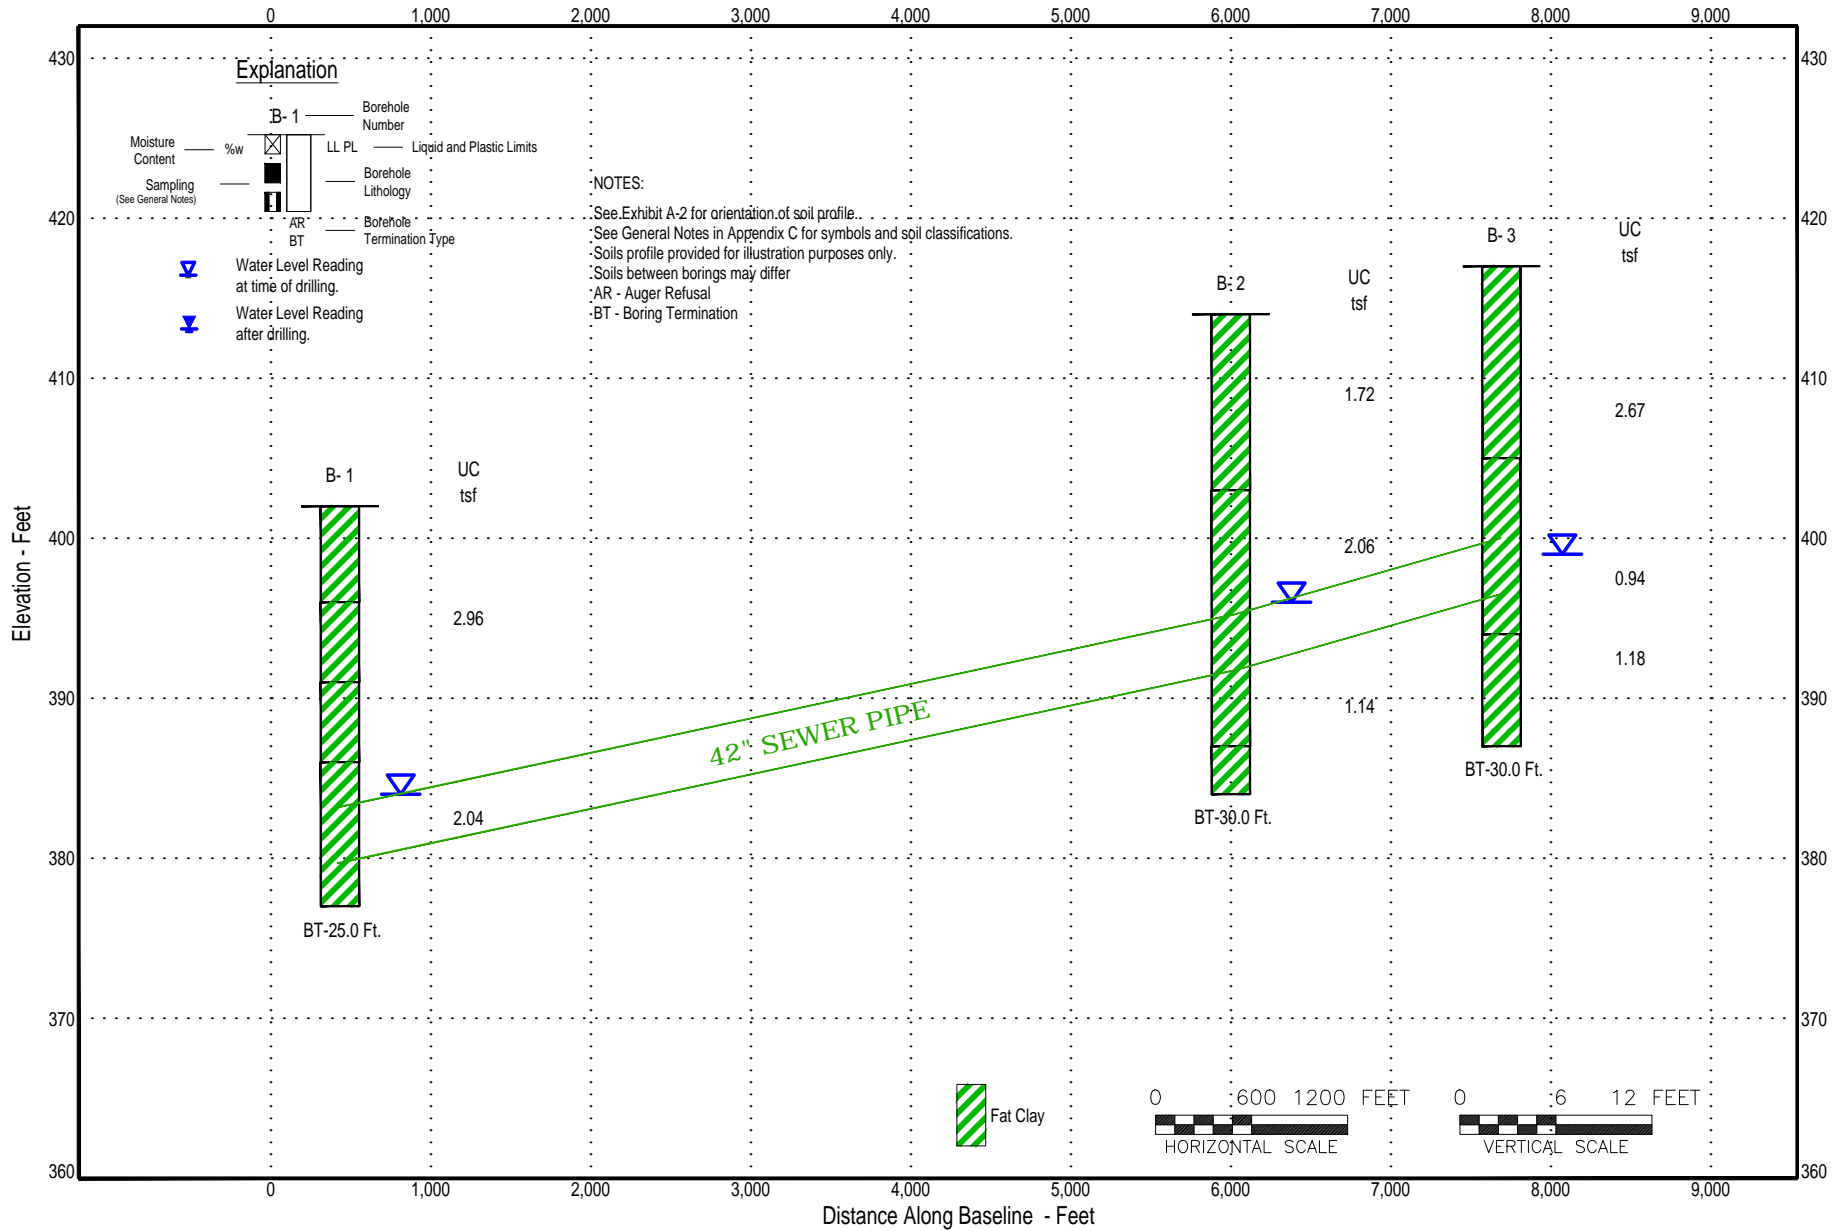 0 1,000 2,000 3,000 4,000 5,000 6,000 7,000 8,000 9,000
430 430
Explanation
B- 1
Borehole
Number
Moisture
Content
%w
LL PL
Liquid and Plastic Limits
Sampling
(See General Notes)
Borehole
Lithology
AR
BT
Borehole
Termination Type
Water Level Reading
at time of drilling.
Water Level Reading
after drilling.
NOTES:
See Exhibit A-2 for orientation of soil profile.
See General Notes in Appendix C for symbols and soil classifications.
Soils profile provided for illustration purposes only.
Soils between borings may differ
AR - Auger Refusal
BT - Boring Termination
420 420
B- 3
UC
tsf
B- 2
UC
tsf
410 410
1.72
2.67
B- 1
UC
tsf
400 400
2.06
0.94
2.96
1.18
390 390
1.14
42" SEWER PIPE
BT-30.0 Ft.
2.04
BT-30.0 Ft.
380 380
BT-25.0 Ft.
370 370
Elevation - Feet
Fat Clay
0 600 1200 FEET
HORIZONTAL SCALE
0 6 12 FEET
VERTICAL SCALE
360 360
0 1,000 2,000 3,000 4,000 5,000 6,000 7,000 8,000 9,000
Distance Along Baseline - Feet